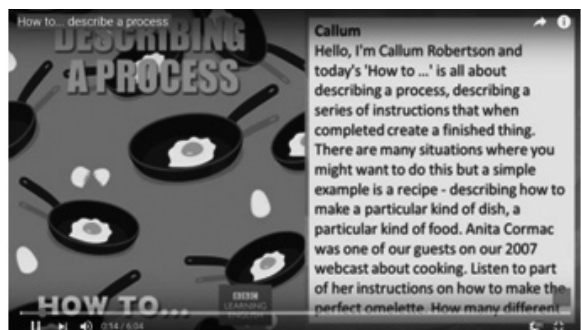 How to... describe a process
DESCRIBING
A PROCESS
HOW TO...
BBC
LEARNING
ENGLISH
Callum
Hello, I'm Callum Robertson and
today's 'How to ...' is all about
describing a process, describing a
series of instructions that when
completed create a finished thing.
There are many situations where you
might want to do this but a simple
example is a recipe - describing how to
make a particular kind of dish, a
particular kind of food. Anita Cormac
was one of our guests on our 2007
webcast about cooking. Listen to part
of her instructions on how to make the
perfect omelette. How many different
0:14 / 6:04